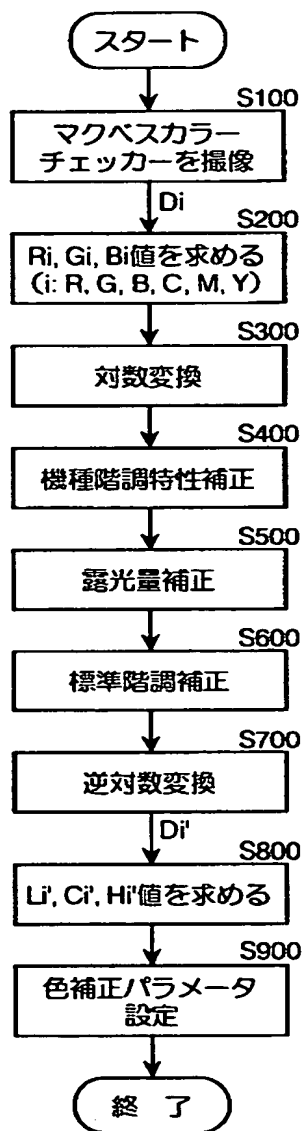 スタート
S100
マクベスカラー
チェッカーを撮像
Di
S200
Ri, Gi, Bi値を求める
(i: R, G, B, C, M, Y)
S300
対数変換
S400
機種階調特性補正
S500
露光量補正
S600
標準階調補正
S700
逆対数変換
Di'
S800
Li', Ci', Hi'値を求める
S900
色補正パラメータ
設定
終 了